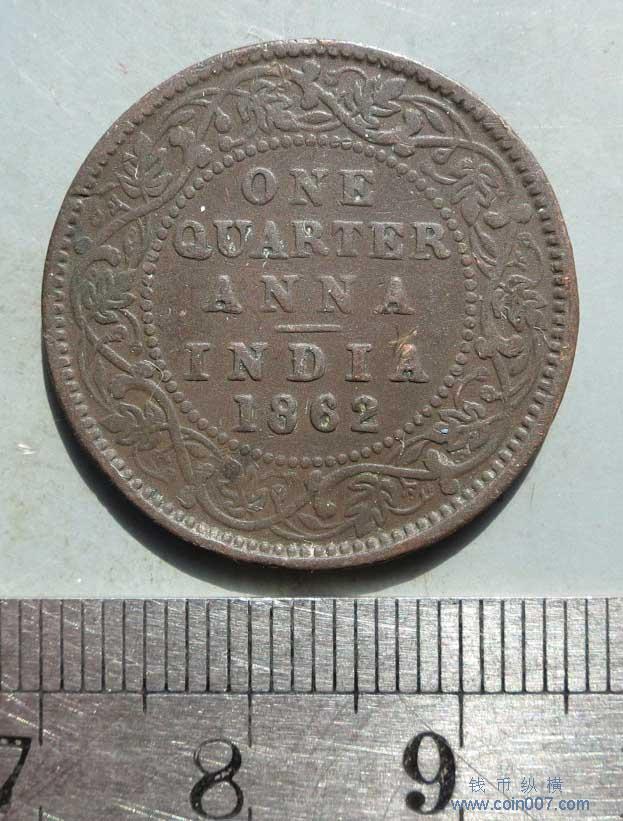 ONE
QUARTER
ANNA
INDIA
1862
7 8 9
钱币纵横
www.coin007.com